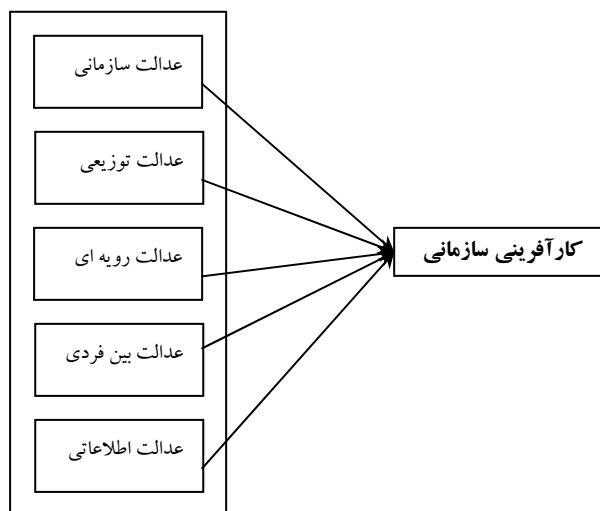 عدالت سازمانی
عدالت توزیعی
عدالت رویه ای
عدالت بین فردی
عدالت اطلاعاتی
کارآفرینی سازمانی